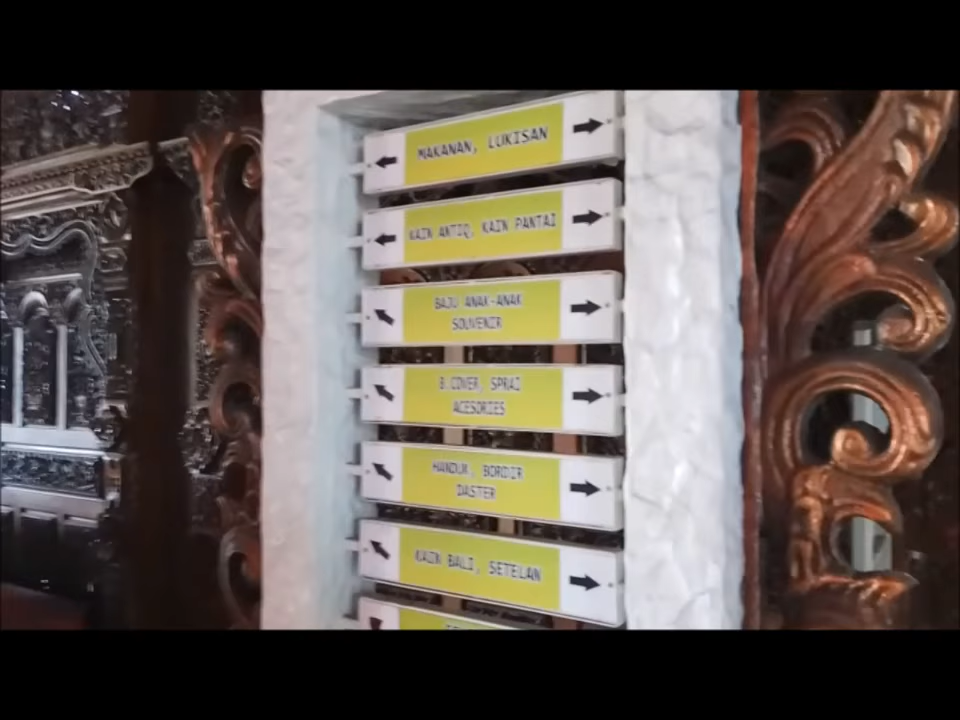 MAKANAN, LUKISAN
KAIN ANTIQ, KAIN PANTAI
BAJU ANAK-ANAK
SOUVENIR
B.COVER, SPRAI
ACESORIES
HANDUK, BORDIR
DASTER
KAIN BALI, SETELAN